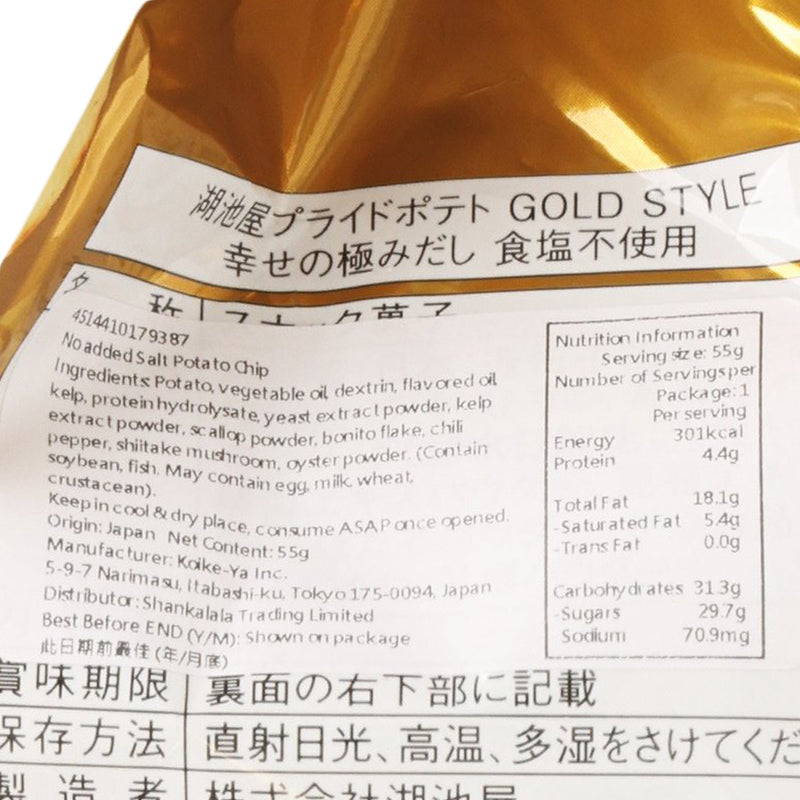 湖池屋プライドポテト GOLD STYLE
幸せの極みだし 食塩不使用
称 スナック菓子
4514410179387
No added Salt Potato Chip
Ingredients: Potato, vegetable oil, dextrin, flavored oil,
kelp, protein hydrolysate, yeast extract powder, kelp
extract powder, scallop powder, bonito flake, chili
pepper, shiitake mushroom, oyster powder. (Contain
soybean, fish. May contain egg, milk, wheat,
crustacean).
Keep in cool & dry place, consume ASAP once opened.
Origin: Japan Net Content: 55g
Manufacturer: Koike-Ya Inc.
5-9-7 Narimasu, Itabashi-ku, Tokyo 175-0094, Japan
Distributor: Shankalala Trading Limited
Best Before END (Y/M): Shown on package
此日期前最佳 (年/月底)
Nutrition Information
Serving size: 55g
Number of Servings per
Package: 1
Per serving
Energy 301kcal
Protein 4.4g
Total Fat 18.1g
-Saturated Fat 5.4g
-Trans Fat 0.0g
Carbohydrates 31.3g
-Sugars 29.7g
Sodium 70.9mg
賞味期限 裏面の右下部に記載
保存方法 直射日光、高温、多湿をさけてくだ
製造者 株式会社湖池屋